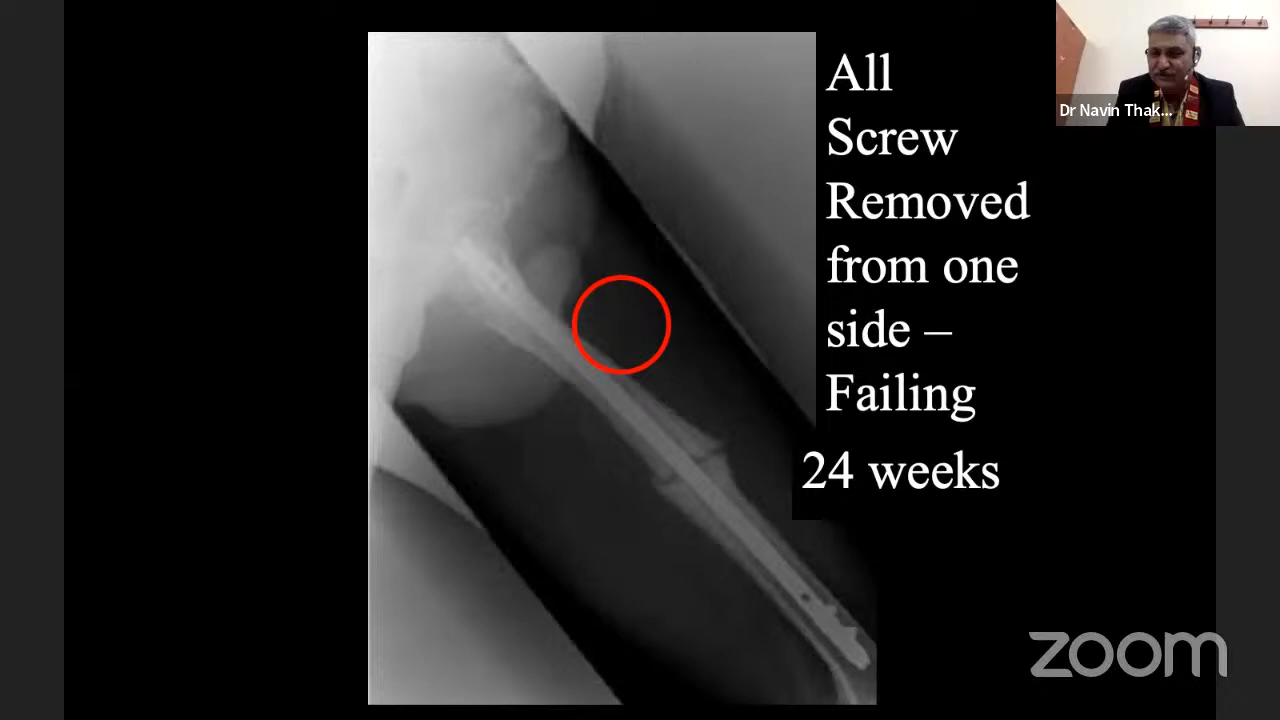 All
Screw
Removed
from one
side –
Failing
24 weeks
Dr Navin Thak...
zoom